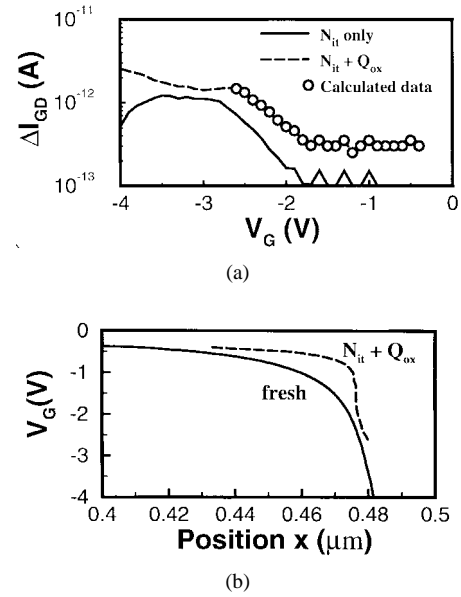 (A)
ΔI_GD
10^-11
10^-12
10^-13
N_it only
N_it + Q_ox
Calculated data
-4 -3 -2 -1 0
V_G (V)
(a)
V_G(V)
0
-1
-2
-3
-4
N_it + Q_ox
fresh
0.4 0.42 0.44 0.46 0.48 0.5
Position x (μm)
(b)